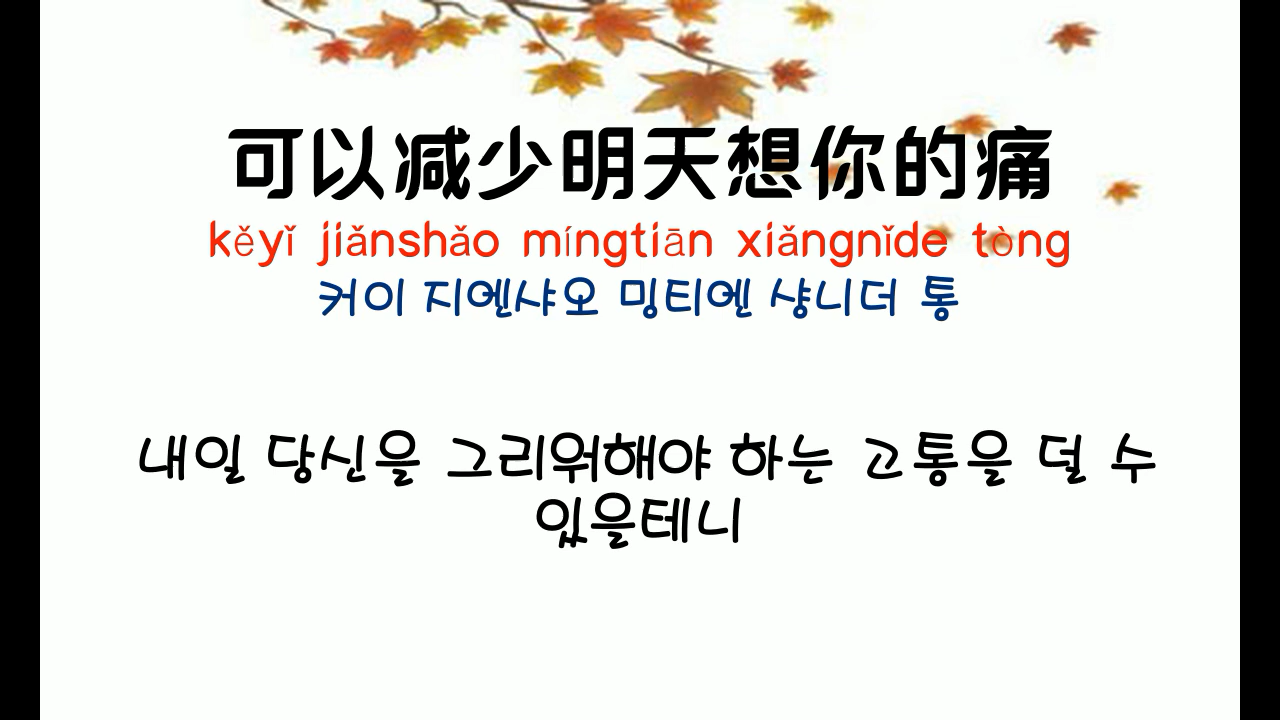 可以减少明天想你的痛
kěyǐ jiǎnshǎo míngtiān xiǎngnǐde tòng
커이 지엔샤오 밍티엔 샹니더 통
내일 당신을 그리워해야 하는 고통을 덜 수
있을테니